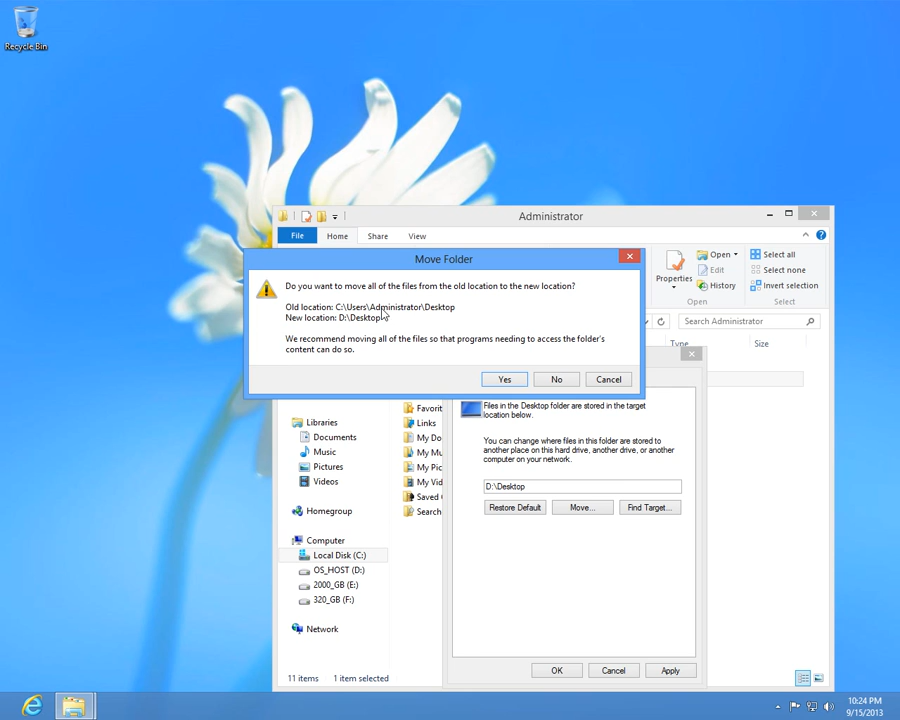 Recycle Bin
Administrator
File Home Share View
Move Folder
Do you want to move all of the files from the old location to the new location?
Old location: C:\Users\Administrator\Desktop
New location: D:\Desktop
We recommend moving all of the files so that programs needing to access the folder's
content can do so.
Yes No Cancel
Properties
Open
Edit
History
Open
Select all
Select none
Invert selection
Select
Search Administrator
Type Size
Libraries
Documents
Music
Pictures
Videos
Homegroup
Computer
Local Disk (C:)
OS_HOST (D:)
2000_GB (E:)
320_GB (F:)
Network
Favorit
Links
My Do
My Mu
My Pic
My Vid
Saved
Search
Files in the Desktop folder are stored in the target
location below.
You can change where files in this folder are stored to
another place on this hard drive, another drive, or another
computer on your network.
D:\Desktop
Restore Default Move... Find Target...
OK Cancel Apply
11 items 1 item selected
10:24 PM
9/15/2013